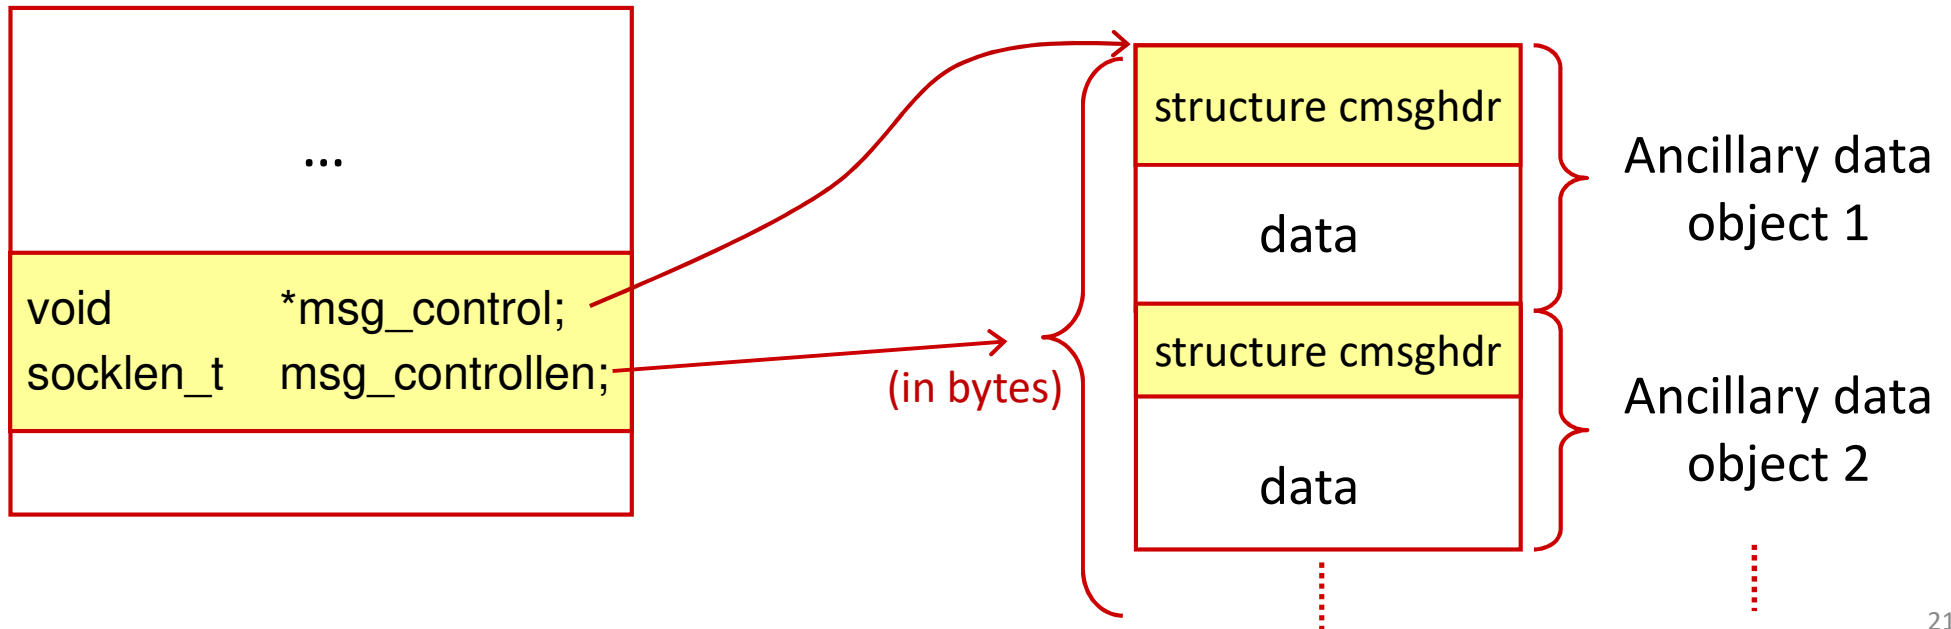 ...
void *msg_control;
socklen_t msg_controllen;
(in bytes)
structure cmsghdr
data
structure cmsghdr
data
Ancillary data
object 1
Ancillary data
object 2
21